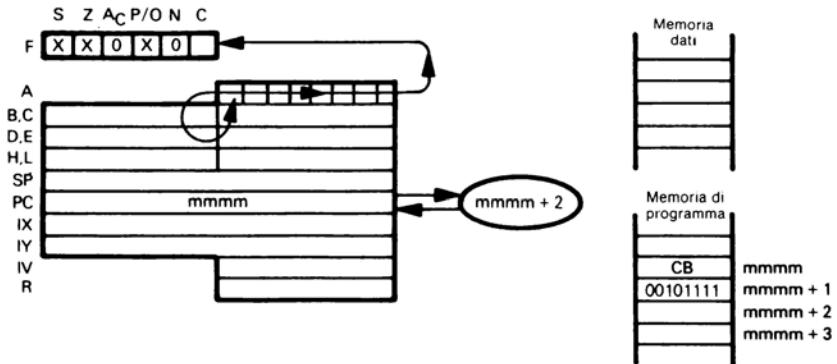 S Z AC P/O N C
F X X 0 X 0
A
B,C
D,E
H,L
SP
PC mmmm
IX
IY
IV
R
mmmm + 2
Memoria
dati
Memoria di
programma
CB mmmm
00101111 mmmm + 1
mmmm + 2
mmmm + 3